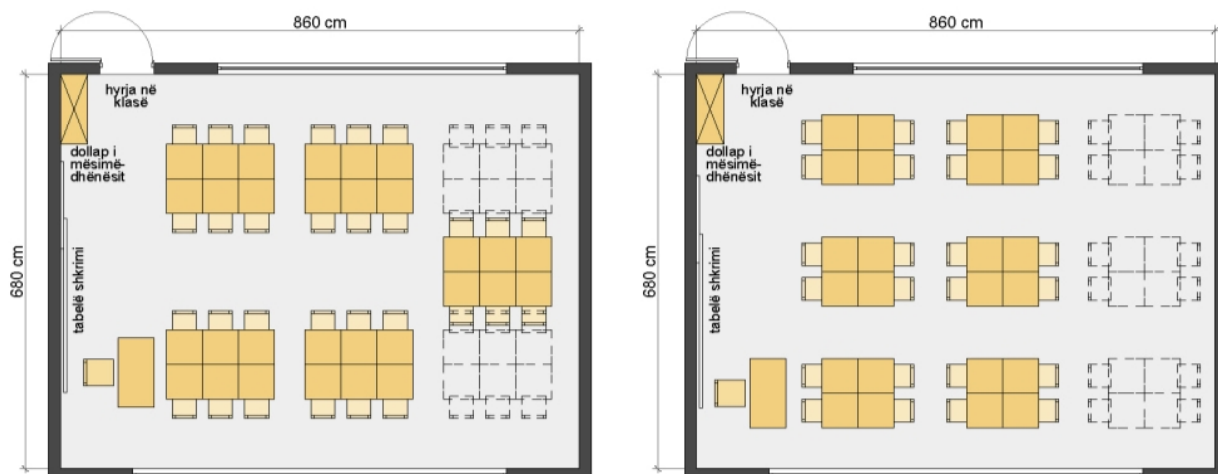 860 cm
hyrja në
klasë
dollap i
mësimë-
dhënësit
tabelë shkrimi
680 cm
860 cm
hyrja në
klasë
dollap i
mësimë-
dhënësit
tabelë shkrimi
680 cm